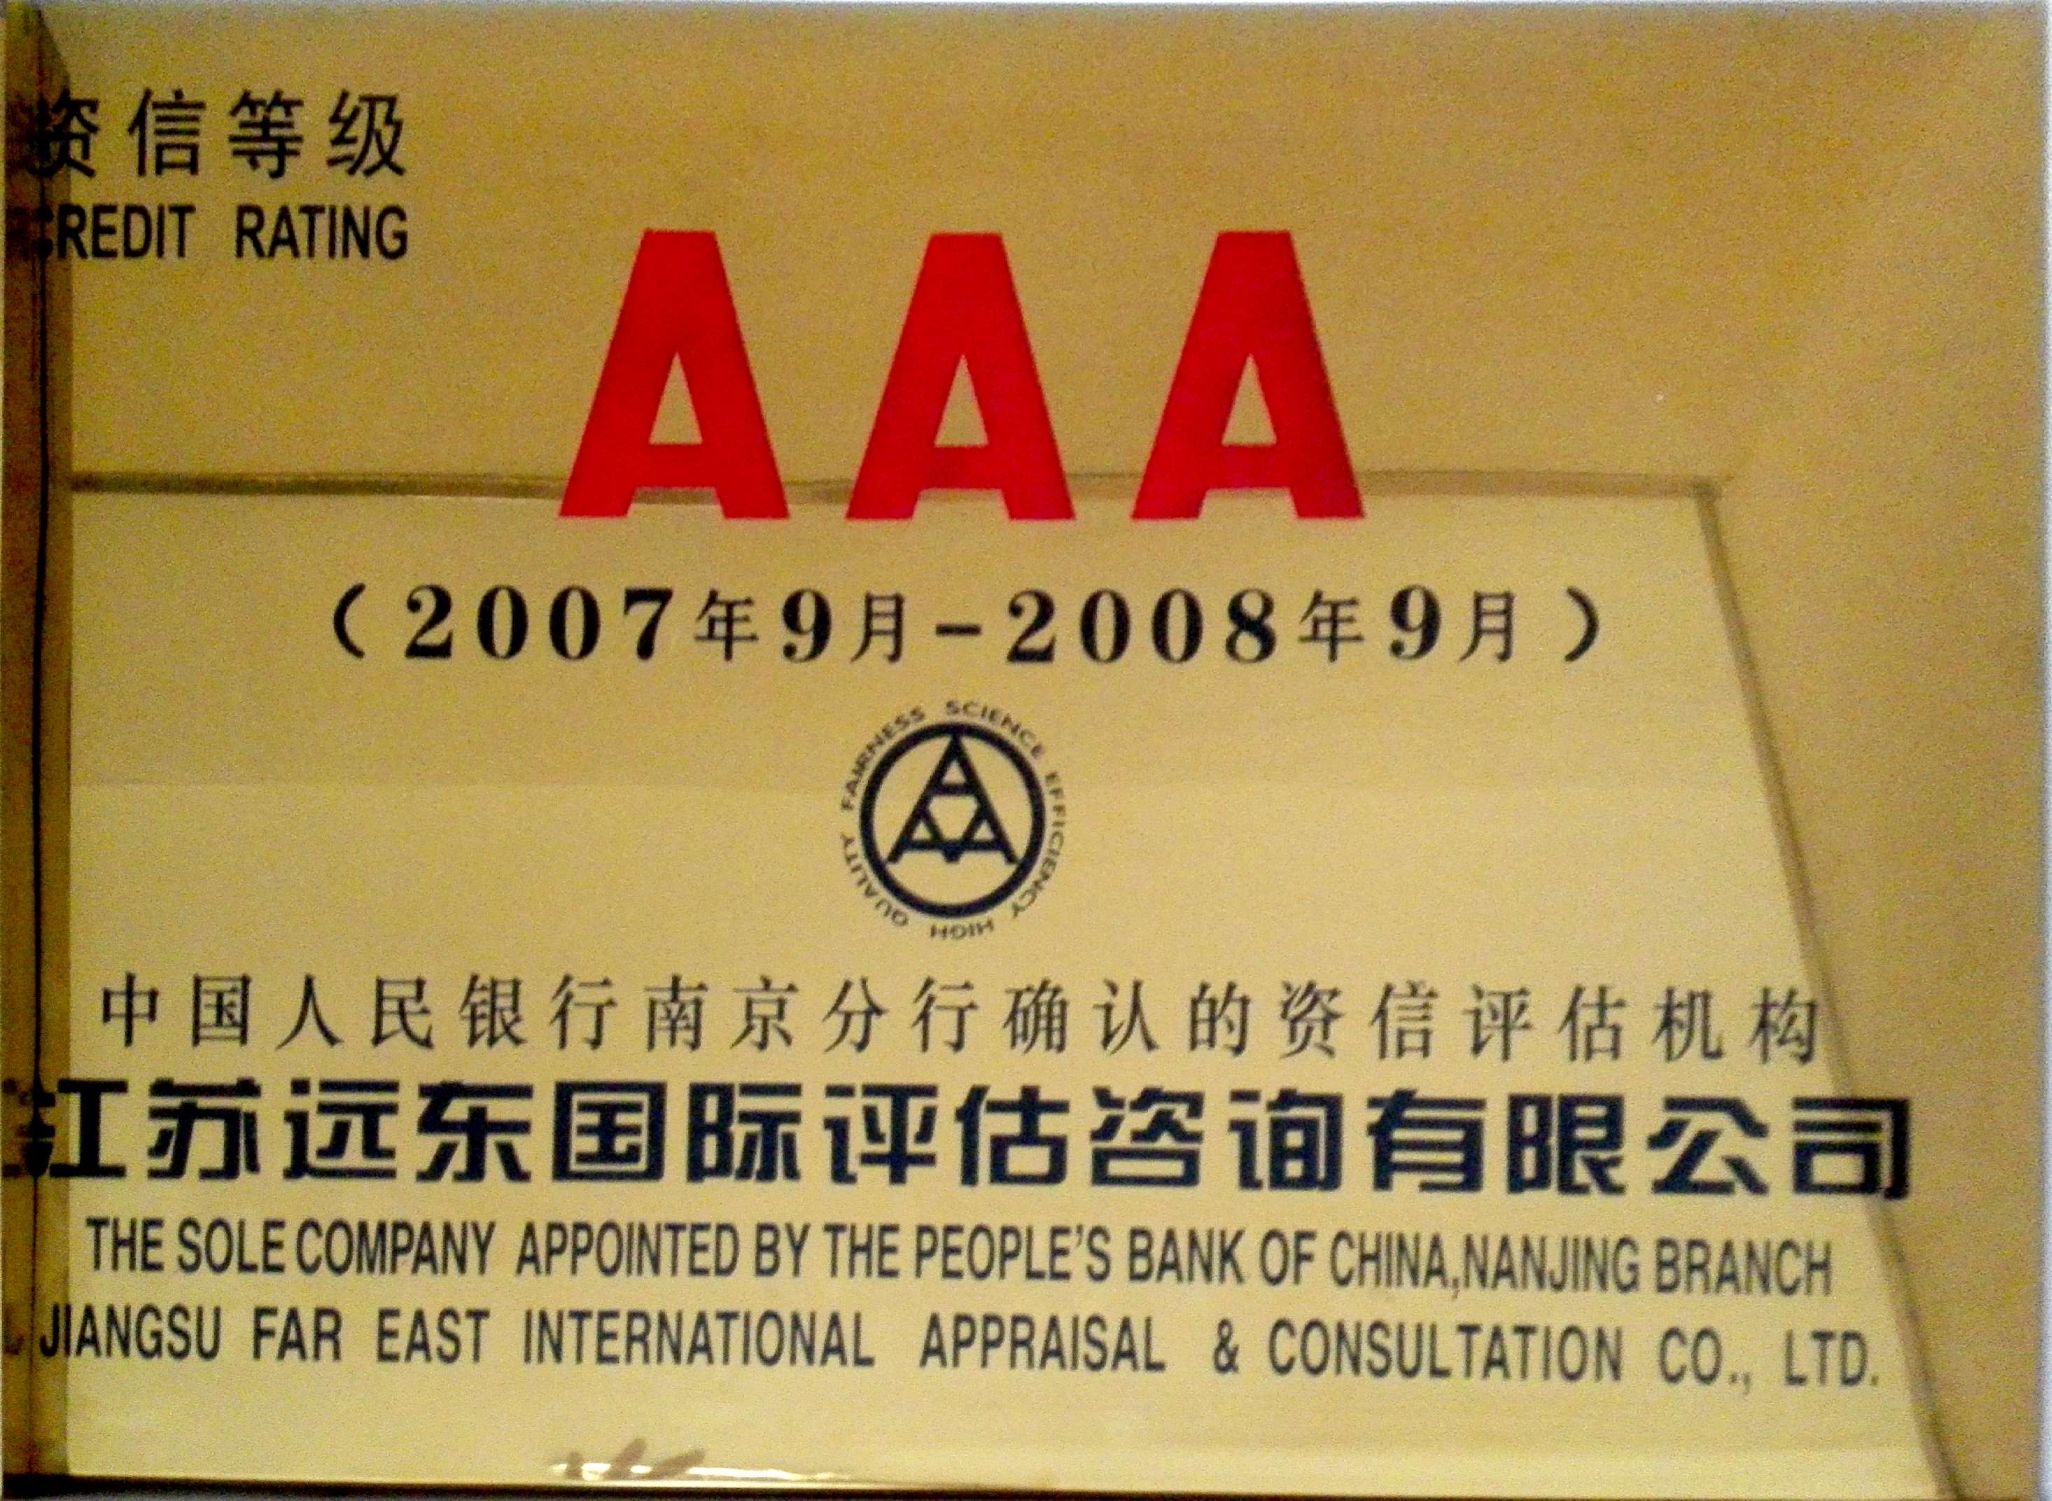 资信等级
CREDIT RATING
AAA
（2007年9月-2008年9月）
FAIRNESS SCIENCE EFFICIENCY HIGH QUALITY
中国人民银行南京分行确认的资信评估机构
江苏远东国际评估咨询有限公司
THE SOLE COMPANY APPOINTED BY THE PEOPLE'S BANK OF CHINA,NANJING BRANCH
JIANGSU FAR EAST INTERNATIONAL APPRAISAL & CONSULTATION CO., LTD.